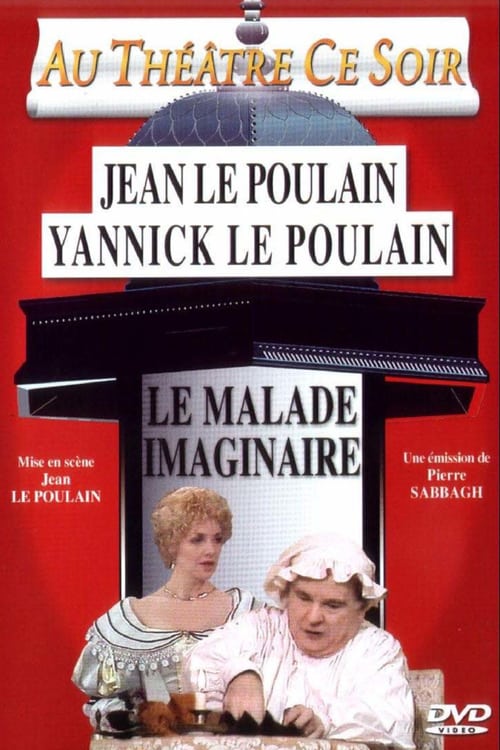 AU THÉÂTRE CE SOIR
JEAN LE POULAIN
YANNICK LE POULAIN
LE MALADE
IMAGINAIRE
Mise en scène
Jean
LE POULAIN
Une émission de
Pierre
SABBAGH
DVD
VIDEO